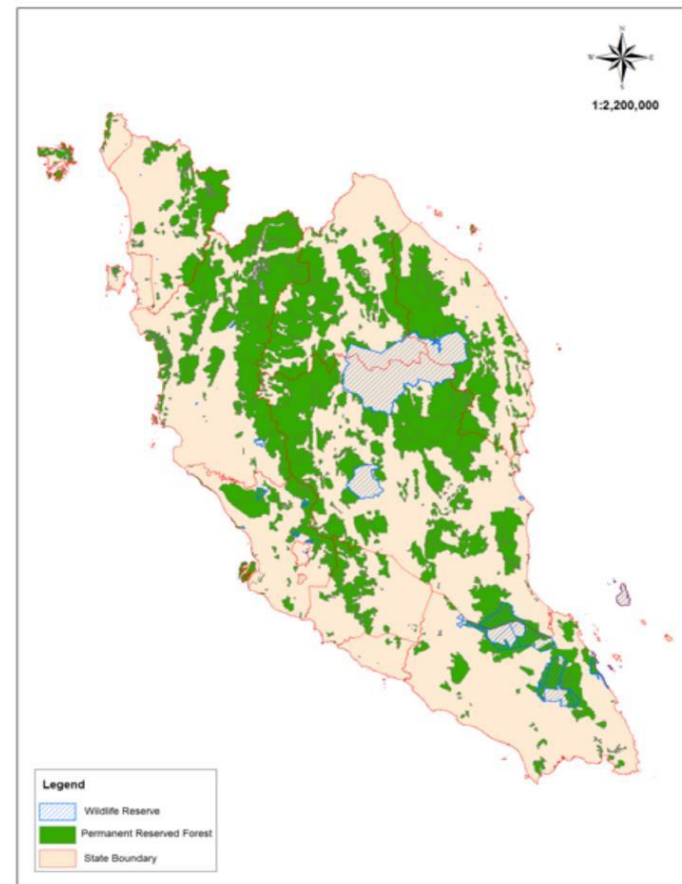 N
W E
S
1:2,200,000
Legend
Wildlife Reserve
Permanent Reserved Forest
State Boundary